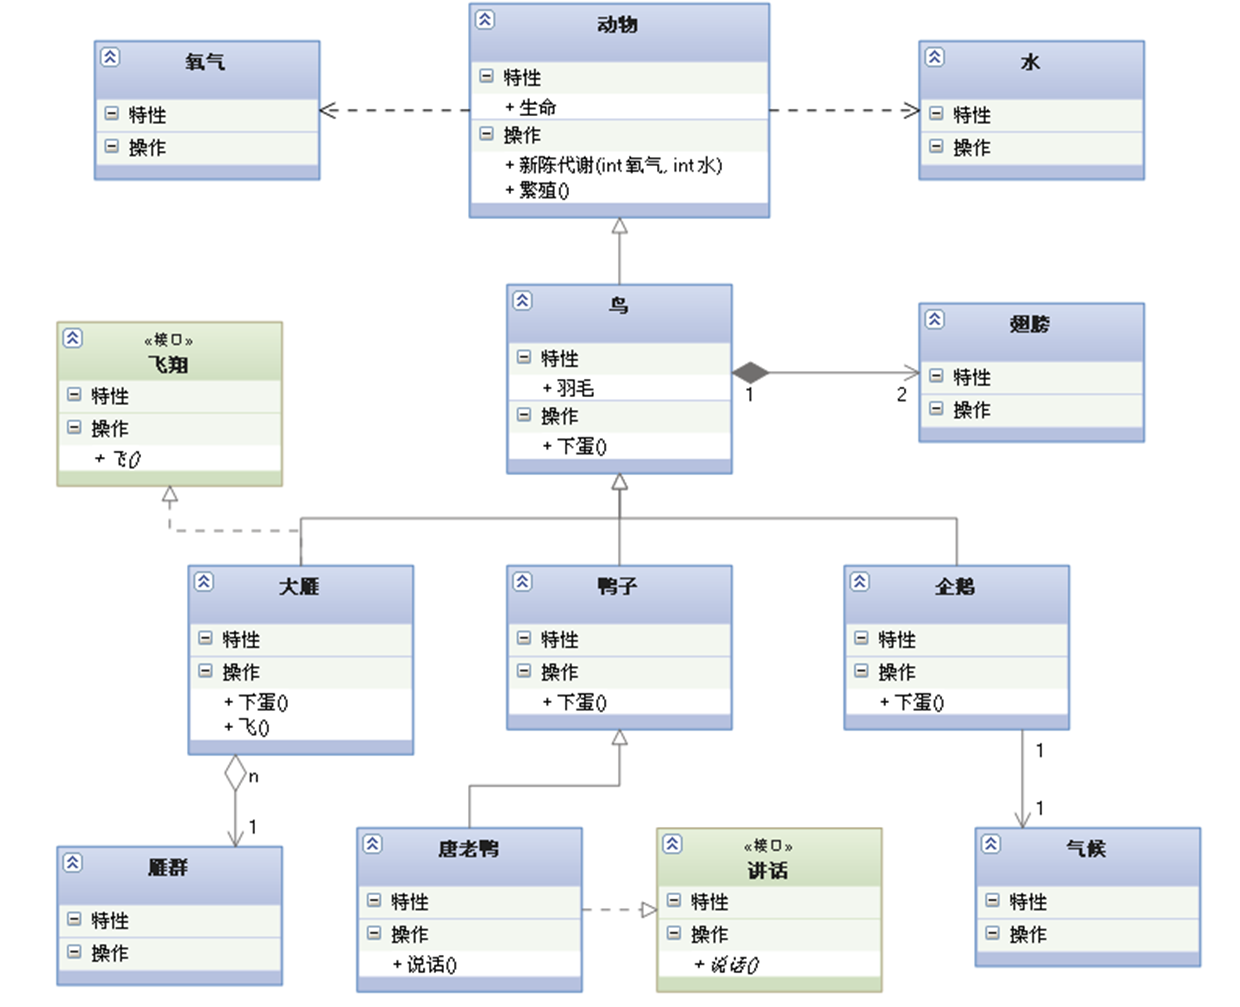 动物
特性
+ 生命
操作
+ 新陈代谢(int 氧气, int 水)
+ 繁殖()
氧气
特性
操作
水
特性
操作
«接口»
飞翔
特性
操作
+ 飞()
鸟
特性
+ 羽毛
操作
+ 下蛋()
1
2
翅膀
特性
操作
大雁
特性
操作
+ 下蛋()
+ 飞()
鸭子
特性
操作
+ 下蛋()
企鹅
特性
操作
+ 下蛋()
n
1
1
1
雁群
特性
操作
唐老鸭
特性
操作
+ 说话()
«接口»
讲话
特性
操作
+ 说话()
气候
特性
操作